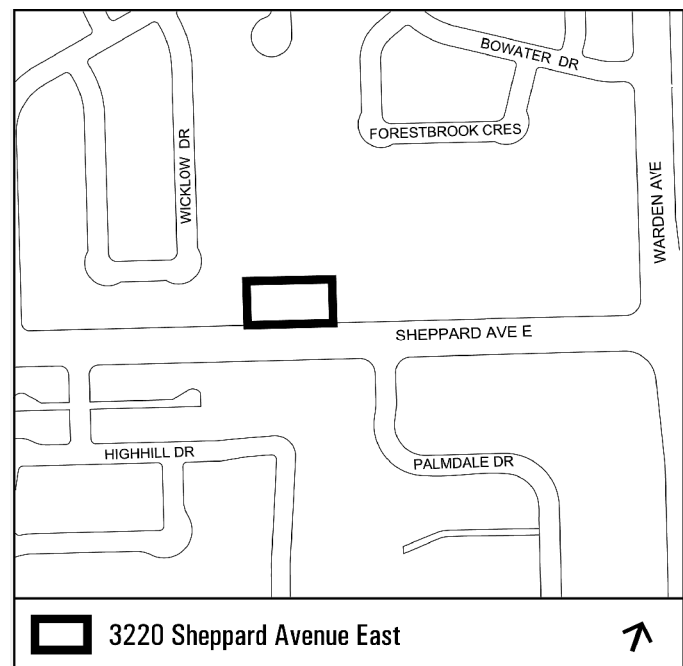 BOWATER DR
FORESTBROOK CRES
WICKLOW DR
WARDEN AVE
SHEPPARD AVE E
HIGHHILL DR
PALMDALE DR
3220 Sheppard Avenue East